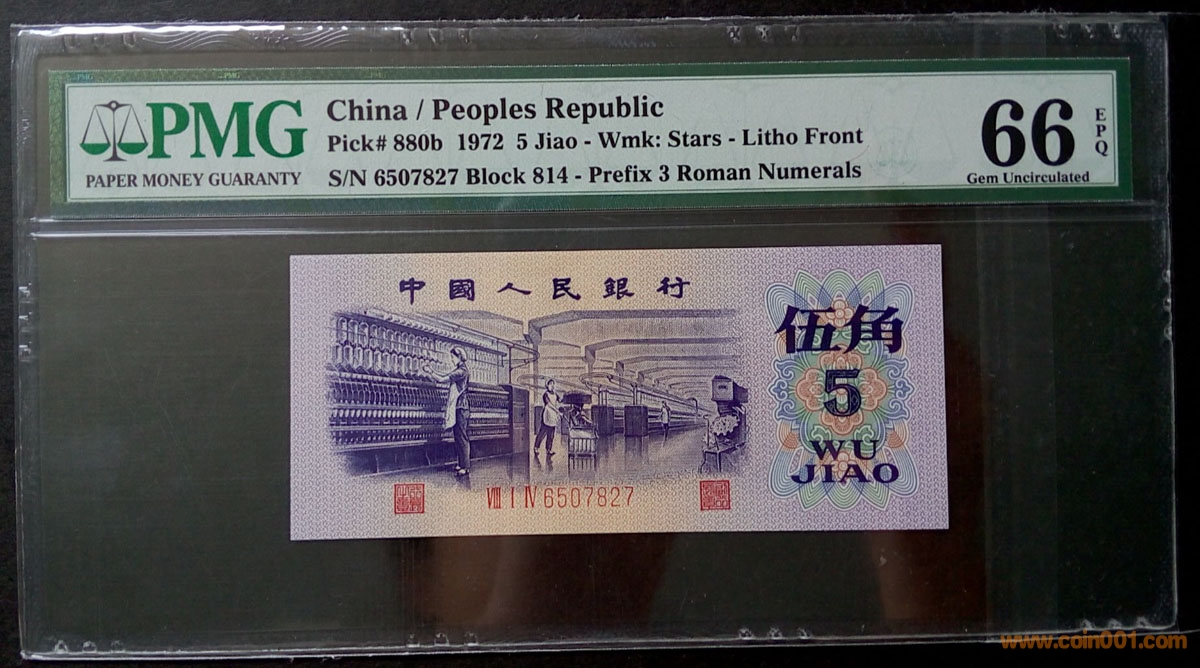 PMG
PAPER MONEY GUARANTY
China / Peoples Republic
Pick# 880b 1972 5 Jiao - Wmk: Stars - Litho Front
S/N 6507827 Block 814 - Prefix 3 Roman Numerals
66
EPQ
Gem Uncirculated
中國人民銀行
伍角
5
WU
JIAO
VIII I IV 6507827
www.coin001.com